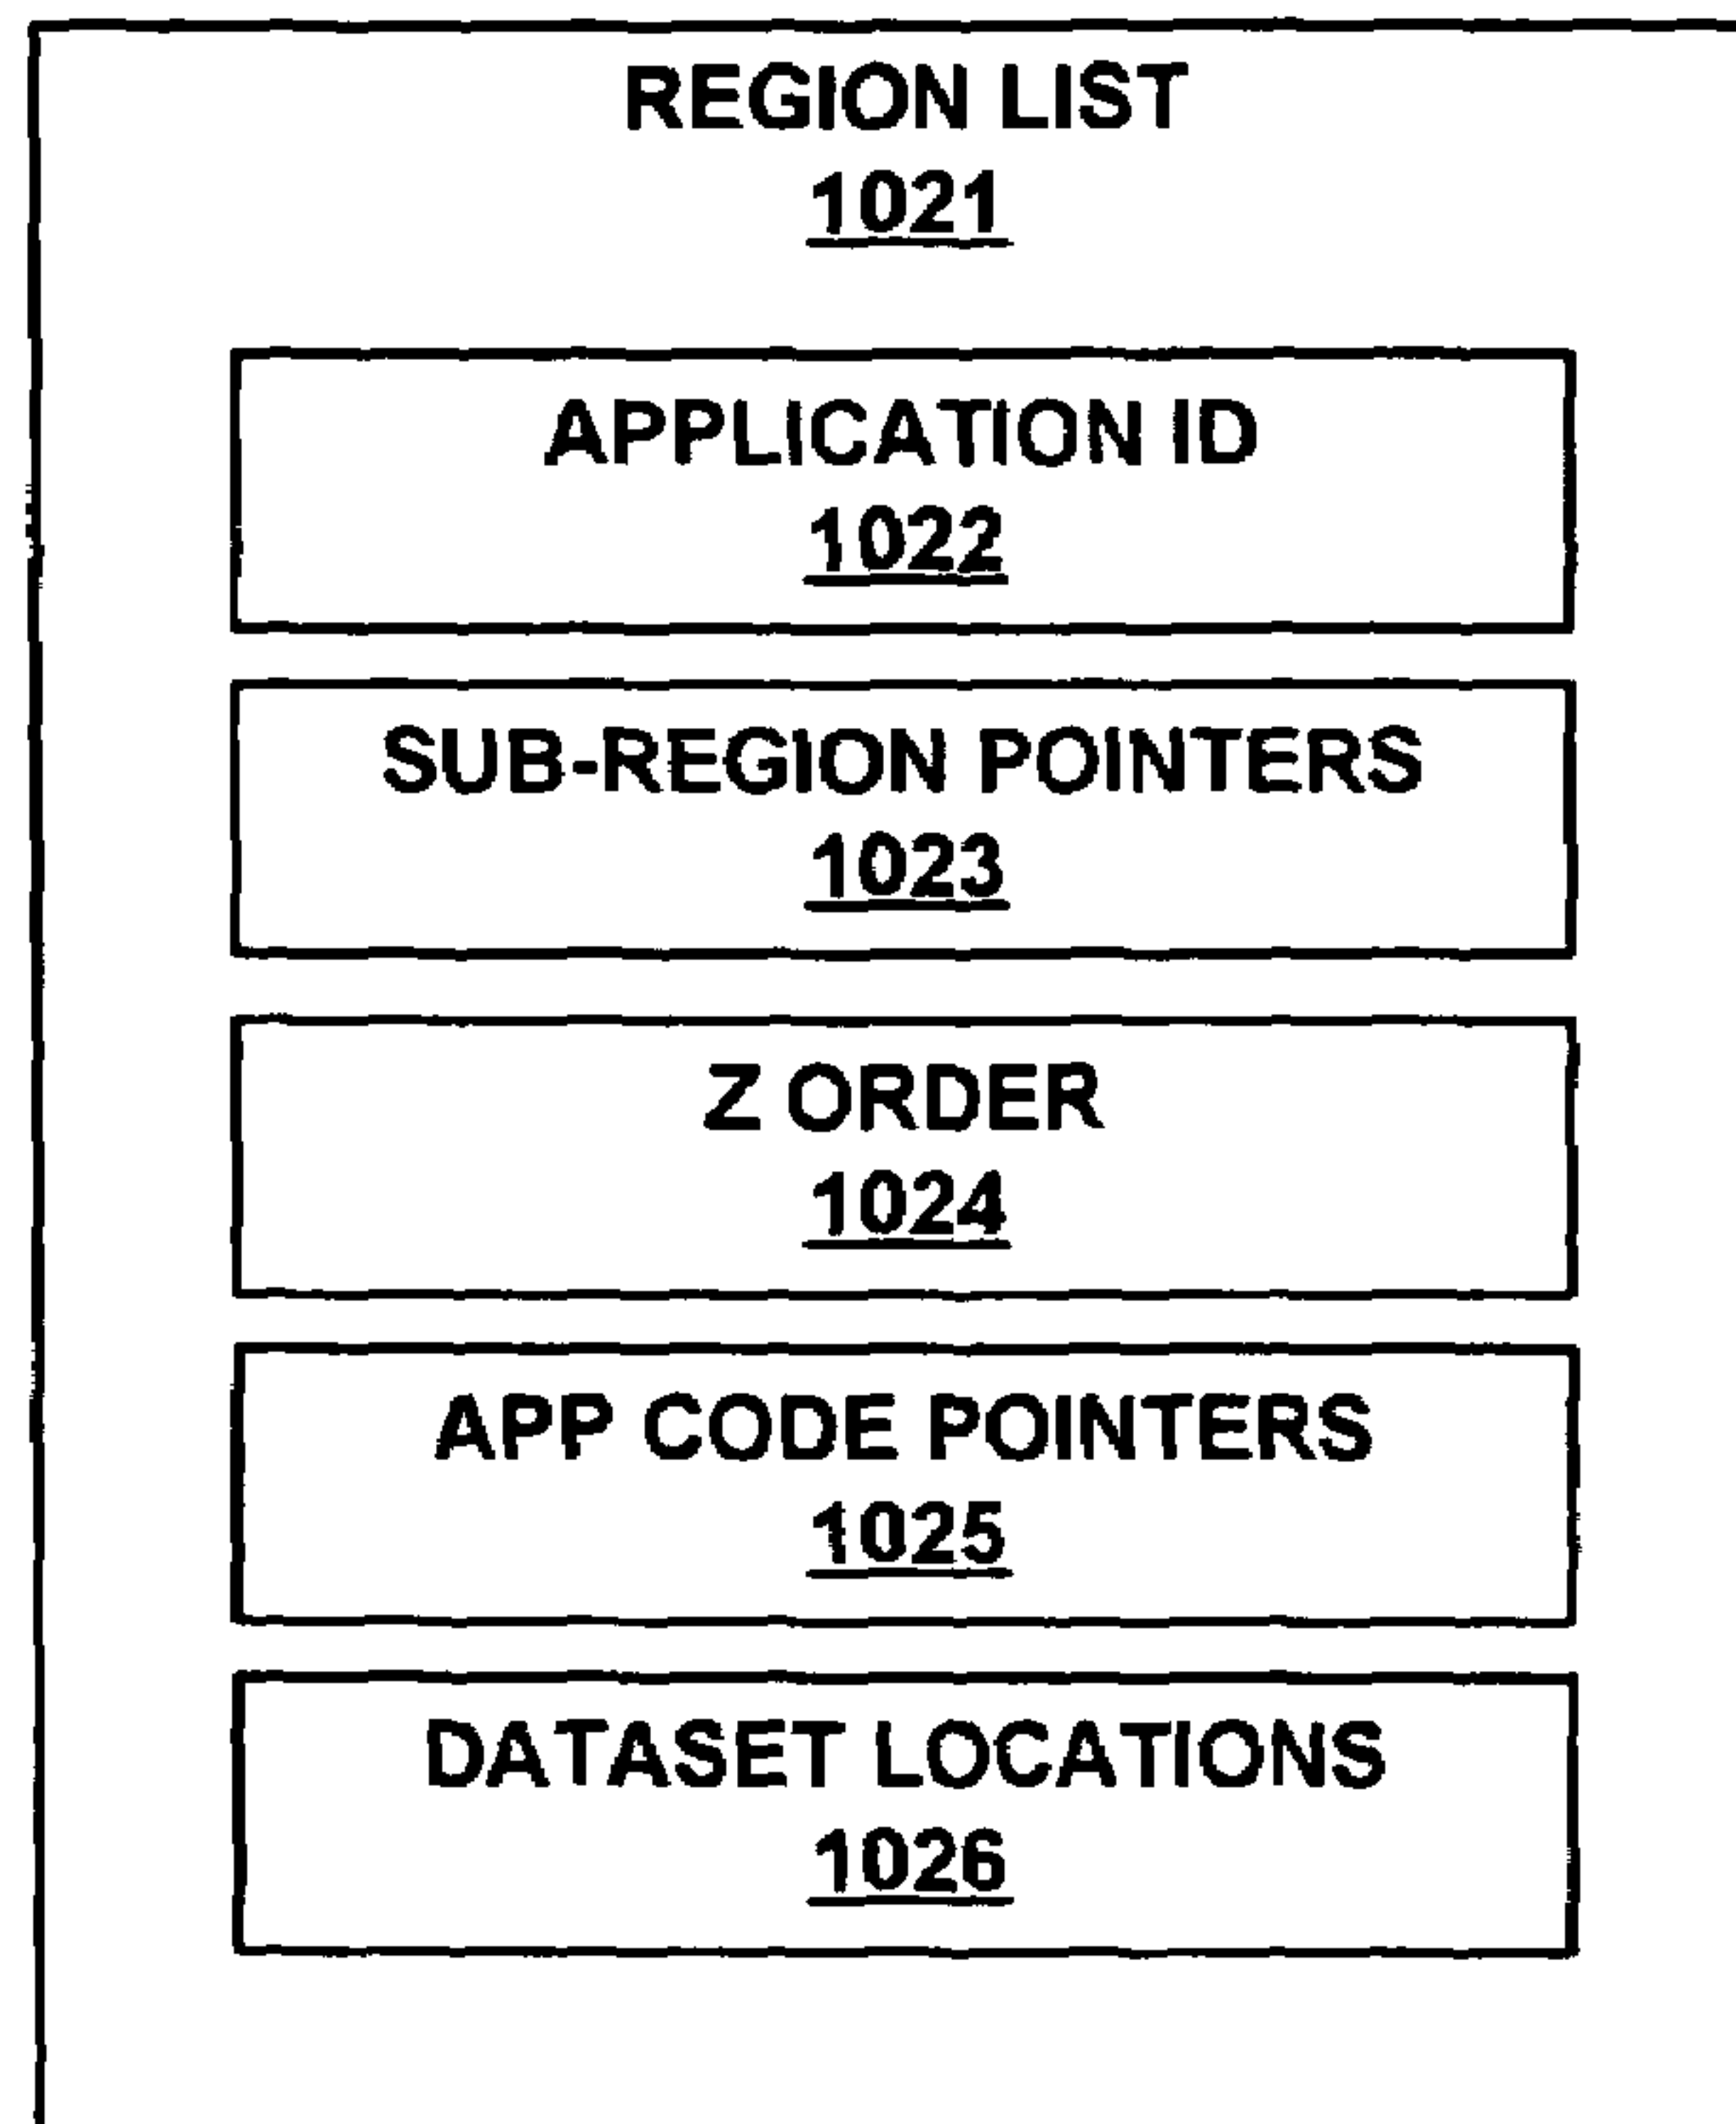 REGION LIST
1021
APPLICATION ID
1022
SUB-REGION POINTERS
1023
Z ORDER
1024
APP CODE POINTERS
1025
DATASET LOCATIONS
1026